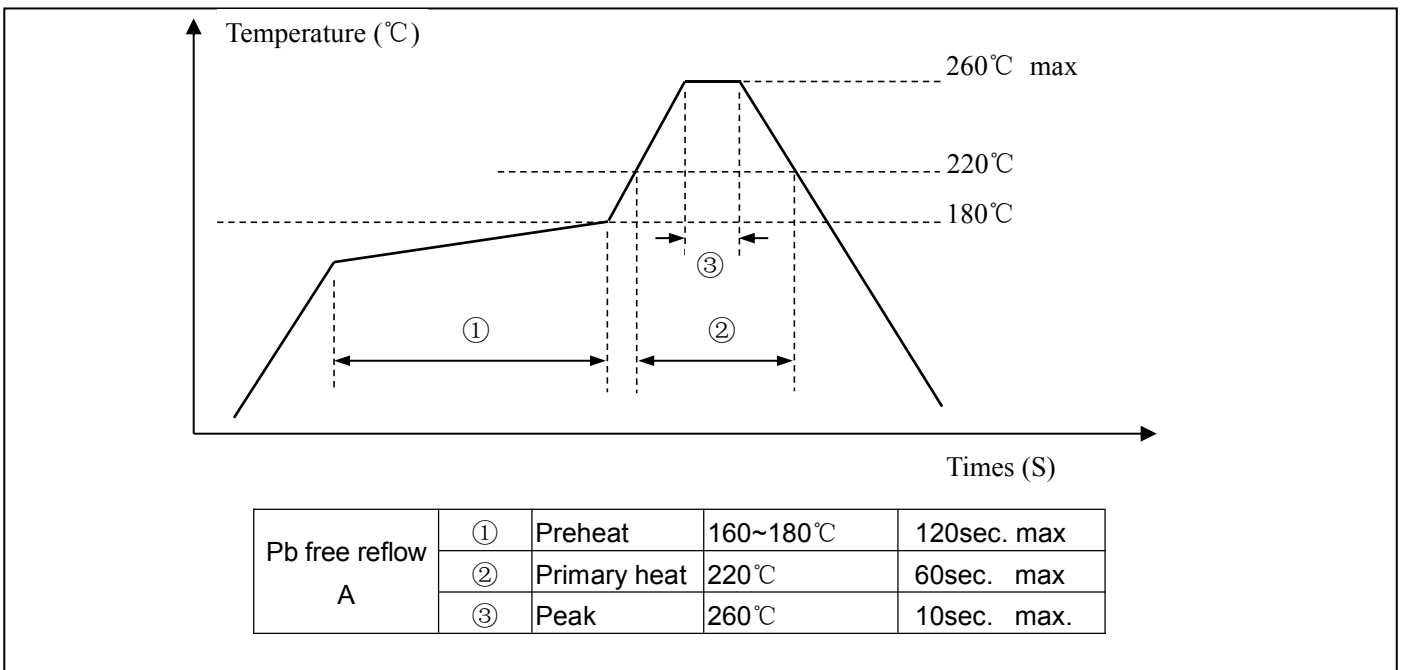 Temperature (℃)
260℃ max
220℃
180℃
③
① ②
Times (S)
Pb free reflow A
① Preheat 160~180℃ 120sec. max
② Primary heat 220℃ 60sec. max
③ Peak 260℃ 10sec. max.